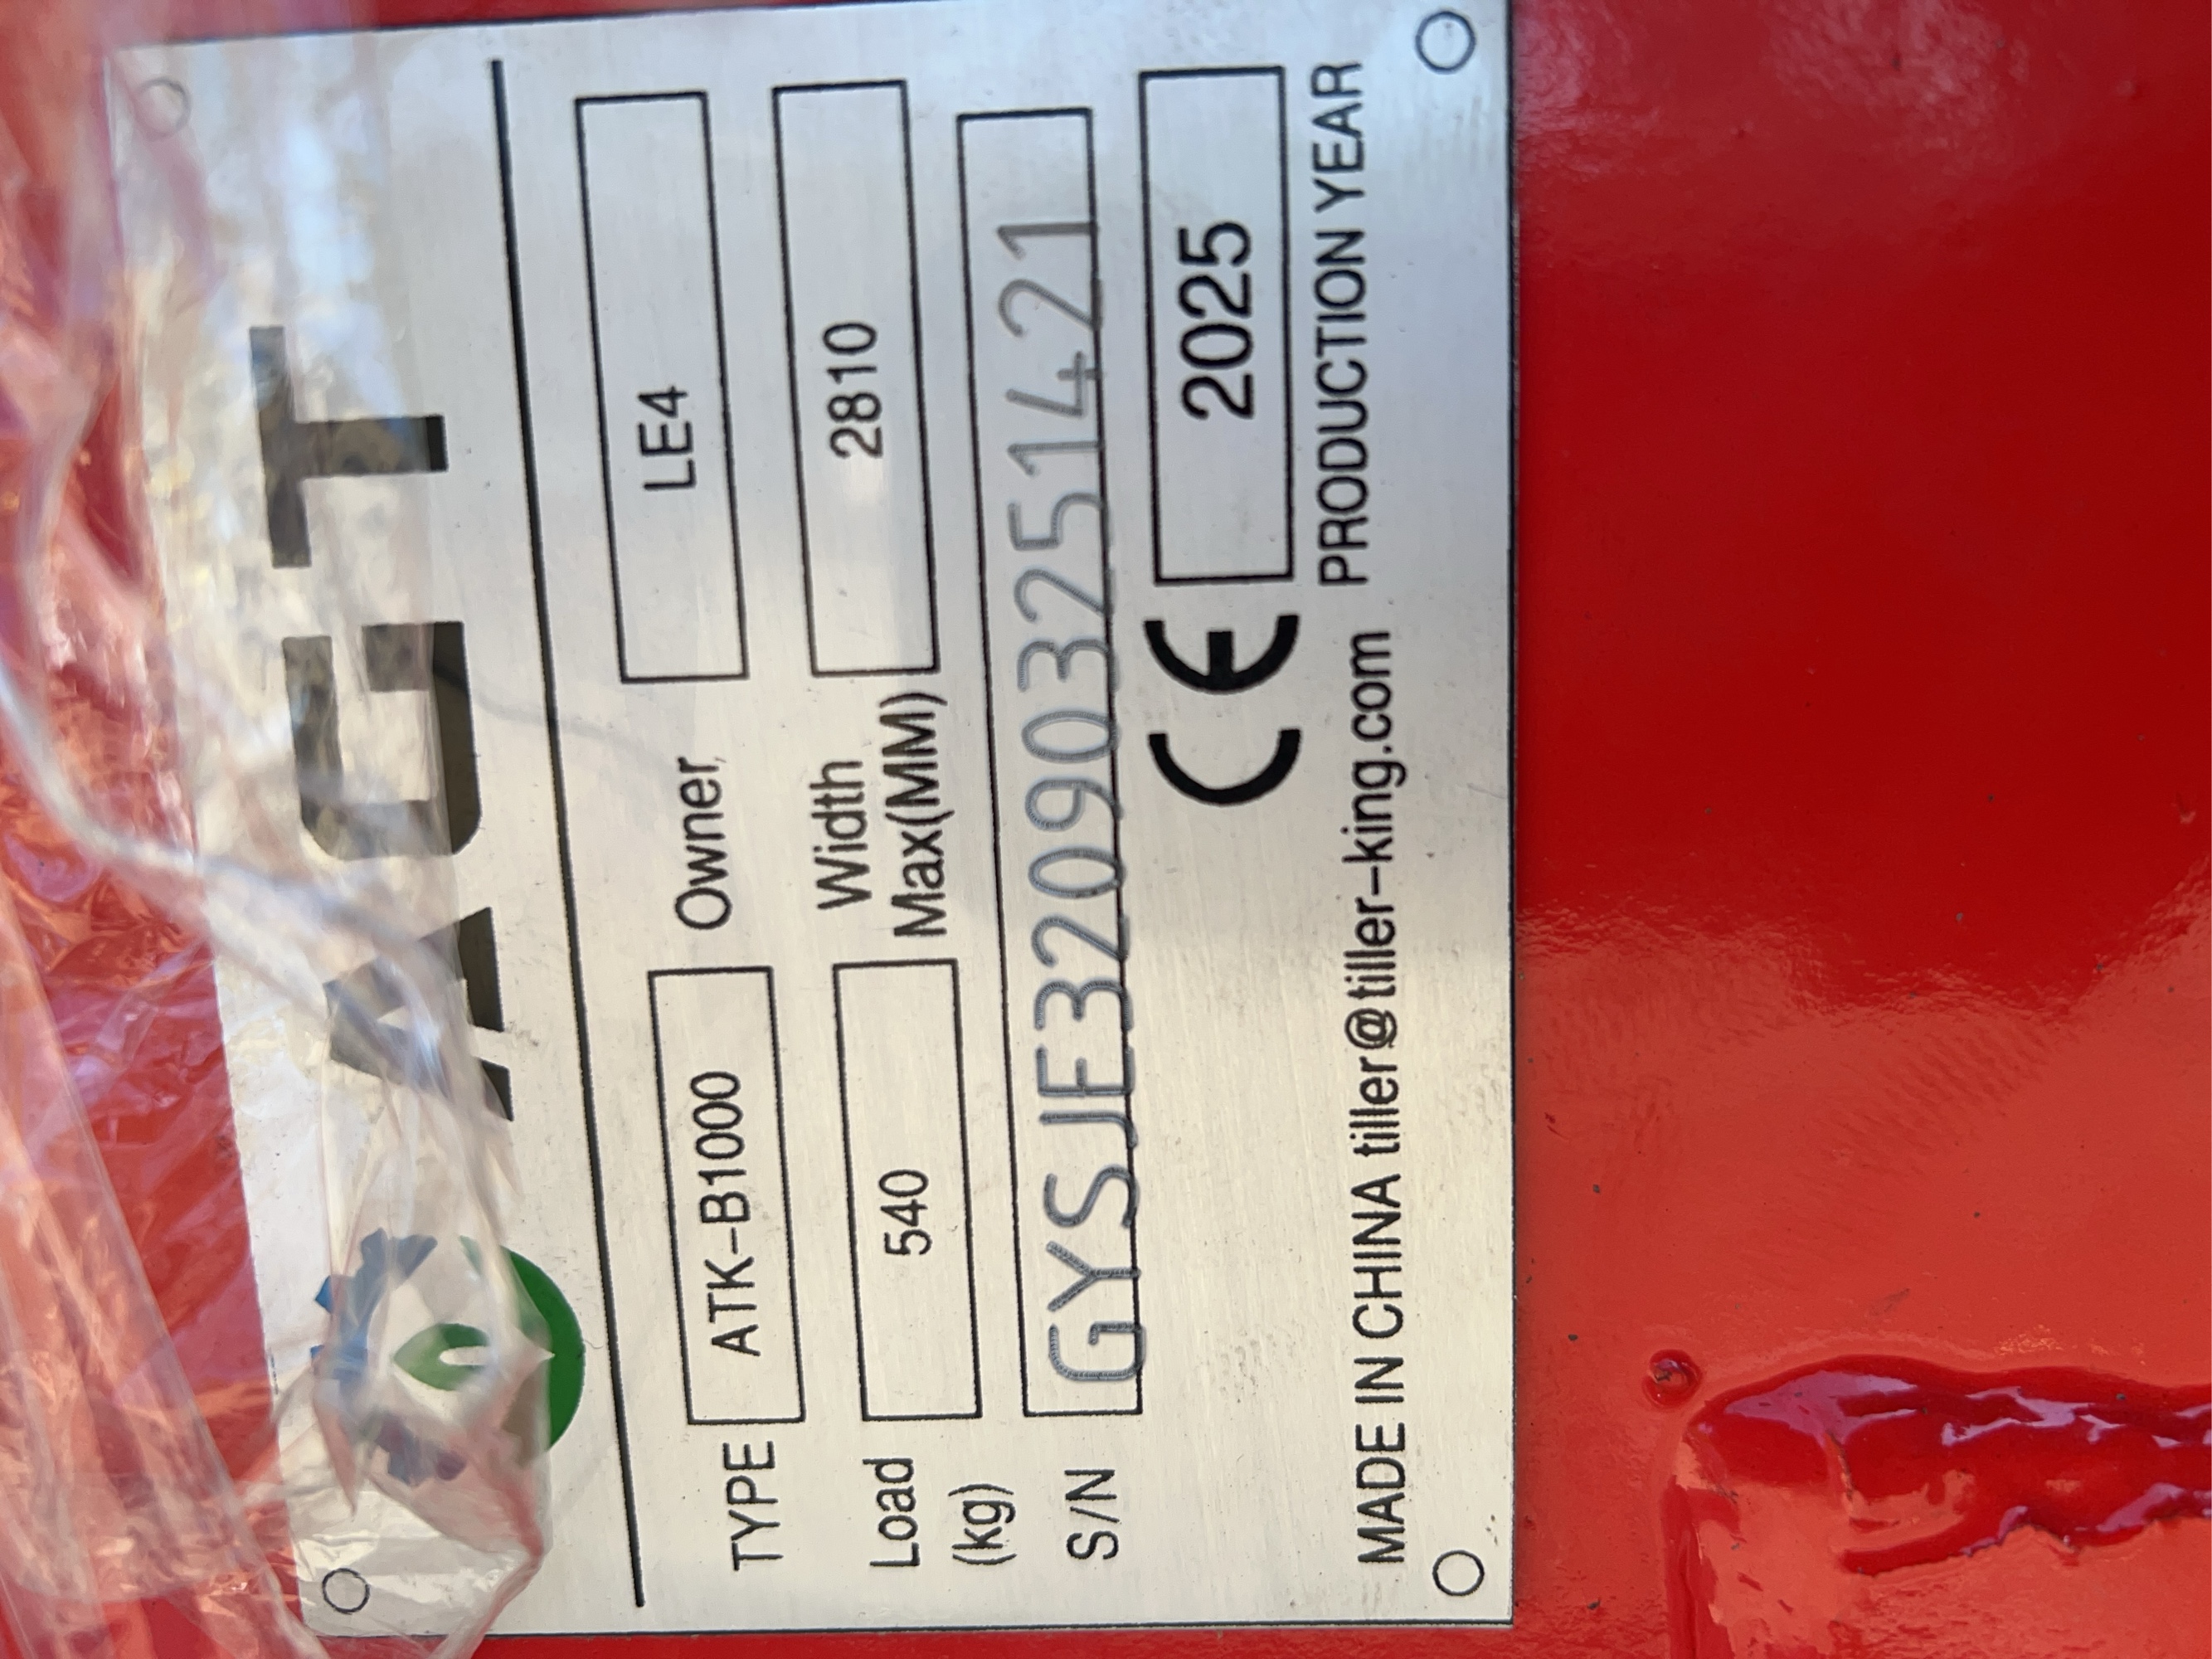 AGT
TYPE ATK-B1000 Owner LE4
Load (kg) 540 Width Max(MM) 2810
S/N GYSJE320903251421
CE 2025
MADE IN CHINA tiller@tiller-king.com PRODUCTION YEAR